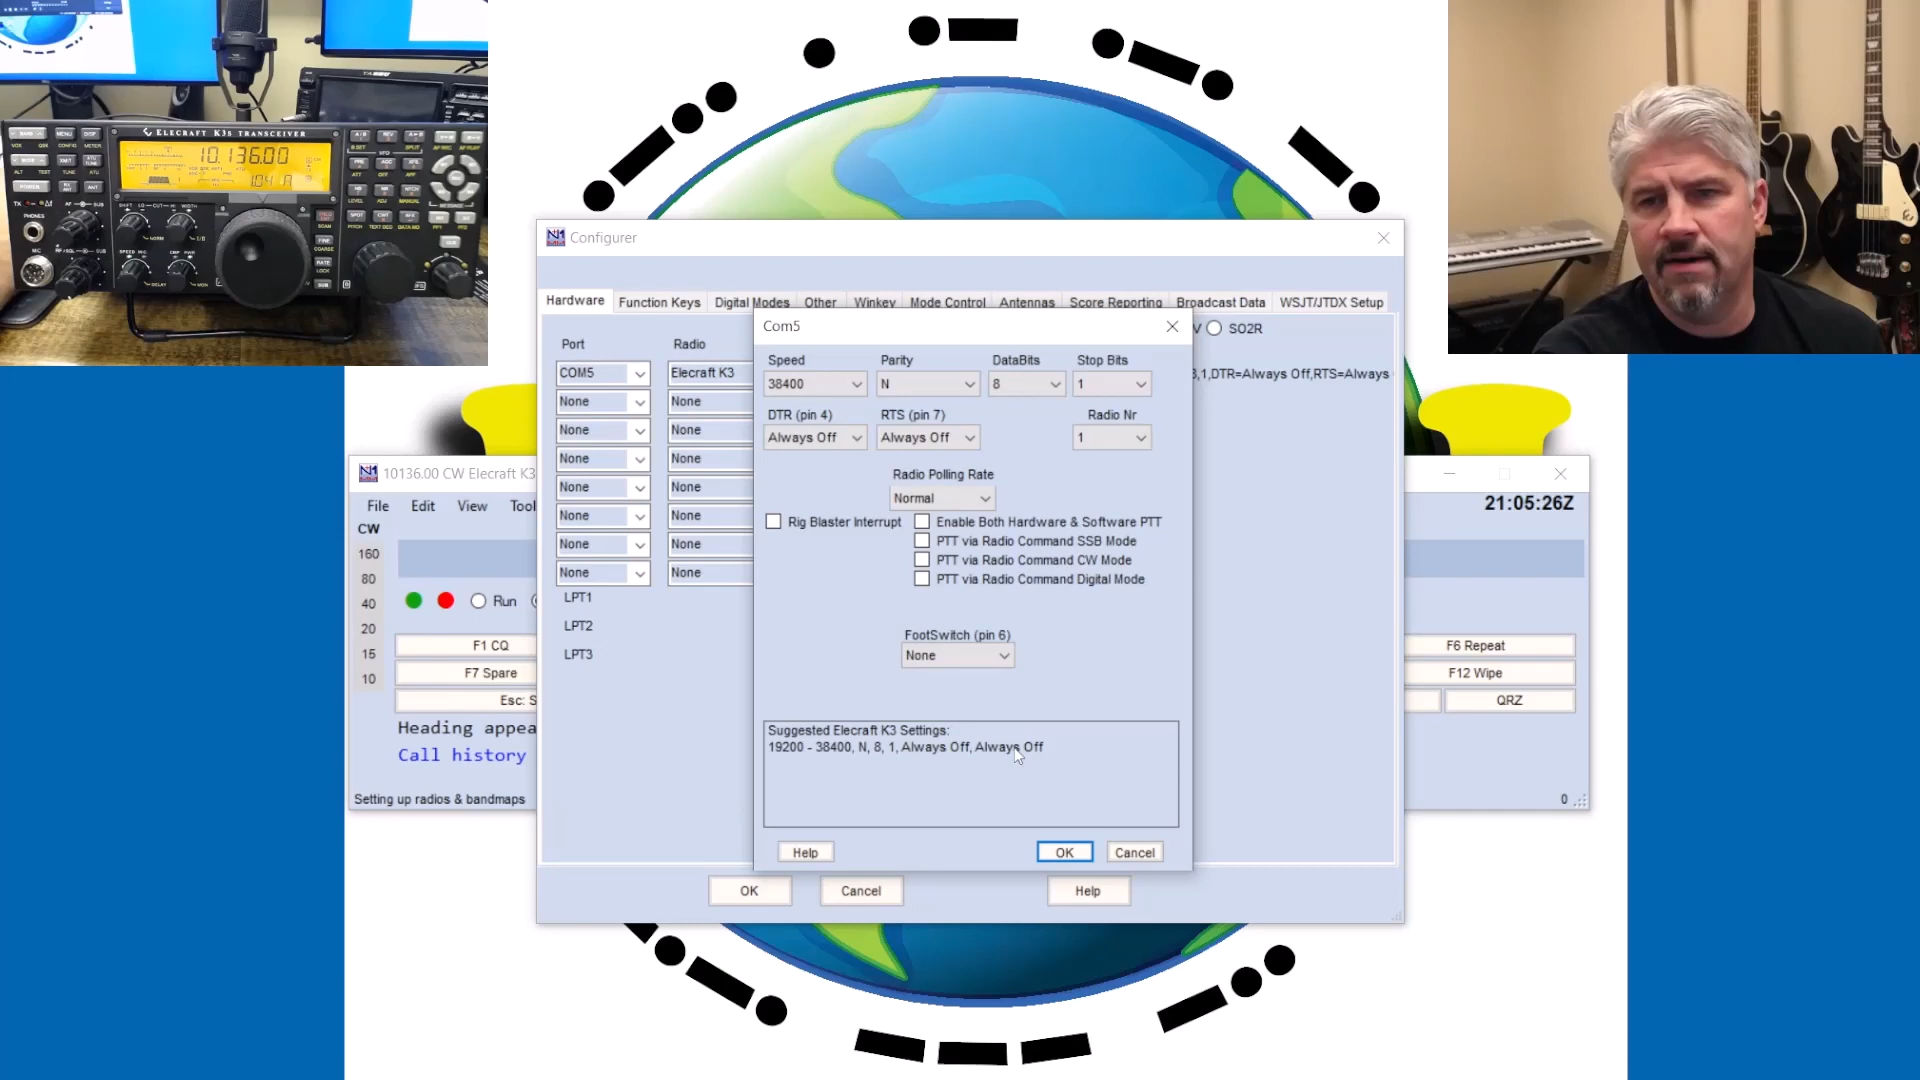 ELECRAFT K3S TRANSCEIVER
10.136.00
POWER
PHONES
MIC
Configurer
Hardware
Function Keys
Digital Modes
Other
Winkey
Mode Control
Antennas
Score Reporting
Broadcast Data
WSJT/JTDX Setup
Port
Radio
SO2R
COM5
Elecraft K3
3,1,DTR=Always Off,RTS=Always
None
None
None
None
None
None
None
None
None
None
None
None
None
None
LPT1
LPT2
LPT3
OK
Cancel
Help
Com5
Speed
Parity
DataBits
Stop Bits
38400
N
8
1
DTR (pin 4)
RTS (pin 7)
Radio Nr
Always Off
Always Off
1
Radio Polling Rate
Normal
Rig Blaster Interrupt
Enable Both Hardware & Software PTT
PTT via Radio Command SSB Mode
PTT via Radio Command CW Mode
PTT via Radio Command Digital Mode
FootSwitch (pin 6)
None
Suggested Elecraft K3 Settings:
19200 - 38400, N, 8, 1, Always Off, Always Off
Help
OK
Cancel
10136.00 CW Elecraft K3
File
Edit
View
Tool
21:05:26Z
CW
160
80
40
20
15
10
Run
F1 CQ
F6 Repeat
F7 Spare
F12 Wipe
Esc: S
QRZ
Heading appea
Call history
Setting up radios & bandmaps
0